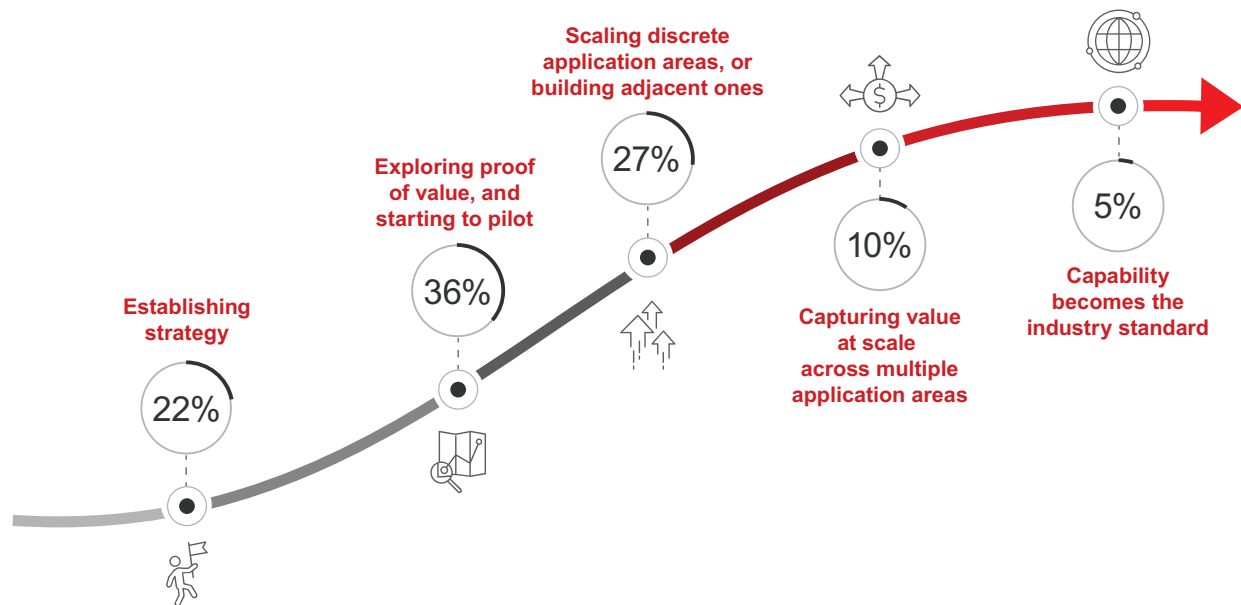 Establishing
strategy
22%
Exploring proof
of value, and
starting to pilot
36%
Scaling discrete
application areas, or
building adjacent ones
27%
$
10%
Capturing value
at scale
across multiple
application areas
5%
Capability
becomes the
industry standard